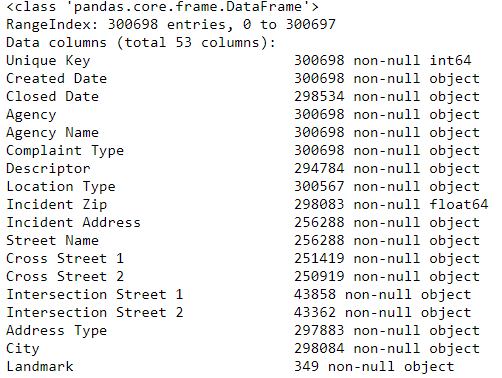 <class 'pandas.core.frame.DataFrame'>
RangeIndex: 300698 entries, 0 to 300697
Data columns (total 53 columns):
Unique Key                        300698 non-null int64
Created Date                      300698 non-null object
Closed Date                       298534 non-null object
Agency                            300698 non-null object
Agency Name                       300698 non-null object
Complaint Type                    300698 non-null object
Descriptor                        294784 non-null object
Location Type                     300567 non-null object
Incident Zip                      298083 non-null float64
Incident Address                  256288 non-null object
Street Name                       256288 non-null object
Cross Street 1                    251419 non-null object
Cross Street 2                    250919 non-null object
Intersection Street 1             43858 non-null object
Intersection Street 2             43362 non-null object
Address Type                      297883 non-null object
City                              298084 non-null object
Landmark                          349 non-null object